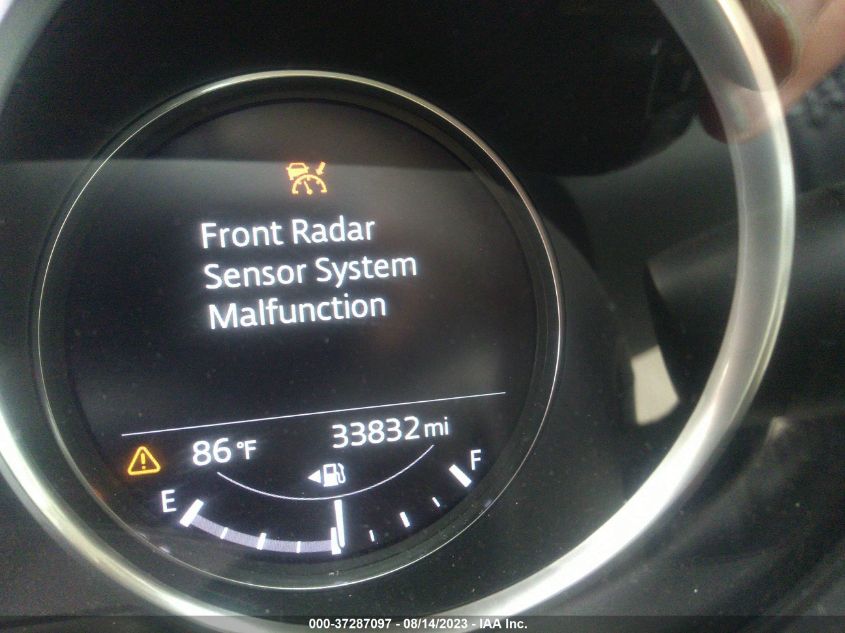 Front Radar
Sensor System
Malfunction
86°F 33832mi
E F
000-37287097 - 08/14/2023 - IAA Inc.